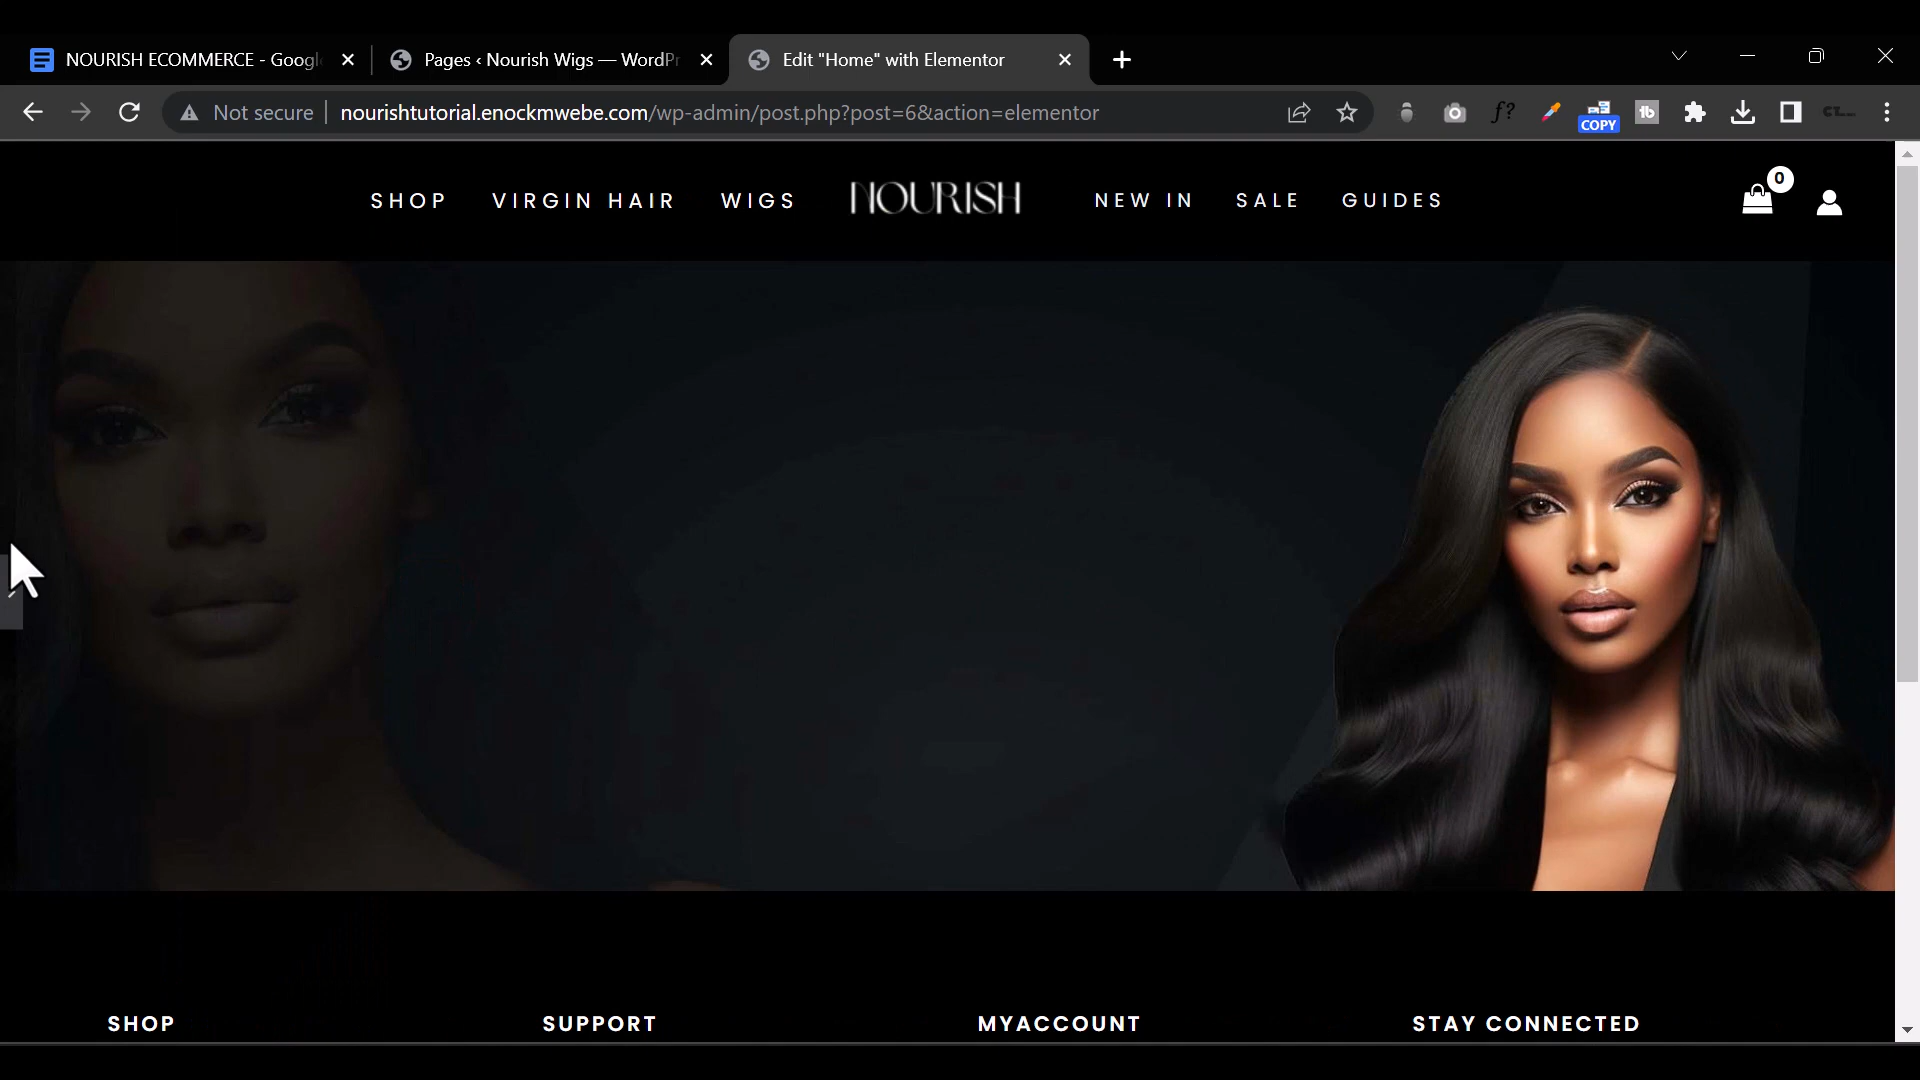 NOURISH ECOMMERCE - Googl
Pages ‹ Nourish Wigs — WordPr
Edit "Home" with Elementor
Not secure
nourishtutorial.enockmwebe.com/wp-admin/post.php?post=6&action=elementor
f?
COPY
tb
SHOP VIRGIN HAIR WIGS NOURISH NEW IN SALE GUIDES
0
SHOP SUPPORT MYACCOUNT STAY CONNECTED